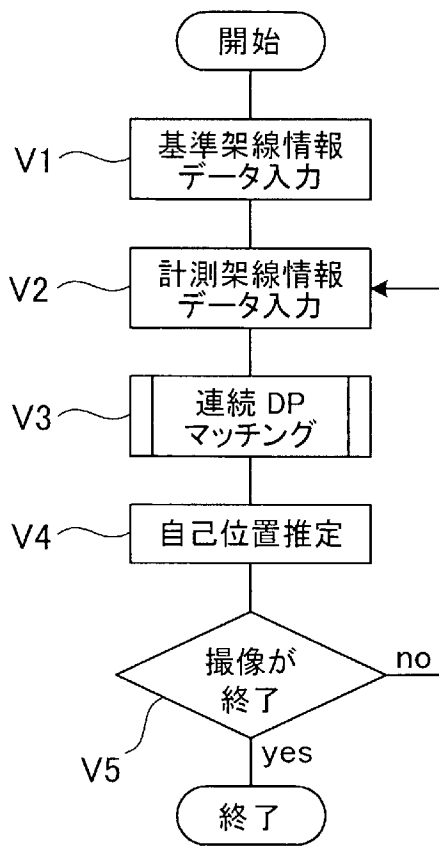 開始
V1
基準架線情報
データ入力
V2
計測架線情報
データ入力
V3
連続 DP
マッチング
V4
自己位置推定
撮像が
終了
no
V5
yes
終了